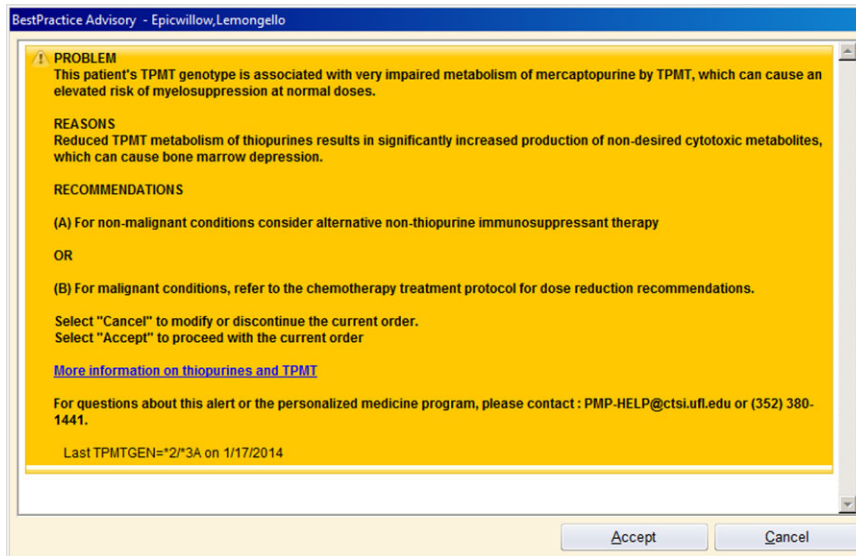 BestPractice Advisory - Epicwillow,Lemongello
PROBLEM
This patient's TPMT genotype is associated with very impaired metabolism of mercaptopurine by TPMT, which can cause an
elevated risk of myelosuppression at normal doses.
REASONS
Reduced TPMT metabolism of thiopurines results in significantly increased production of non-desired cytotoxic metabolites,
which can cause bone marrow depression.
RECOMMENDATIONS
(A) For non-malignant conditions consider alternative non-thiopurine immunosuppressant therapy
OR
(B) For malignant conditions, refer to the chemotherapy treatment protocol for dose reduction recommendations.
Select "Cancel" to modify or discontinue the current order.
Select "Accept" to proceed with the current order
More information on thiopurines and TPMT
For questions about this alert or the personalized medicine program, please contact : PMP-HELP@ctsi.ufl.edu or (352) 380-
1441.
Last TPMTGEN=*2/*3A on 1/17/2014
Accept Cancel